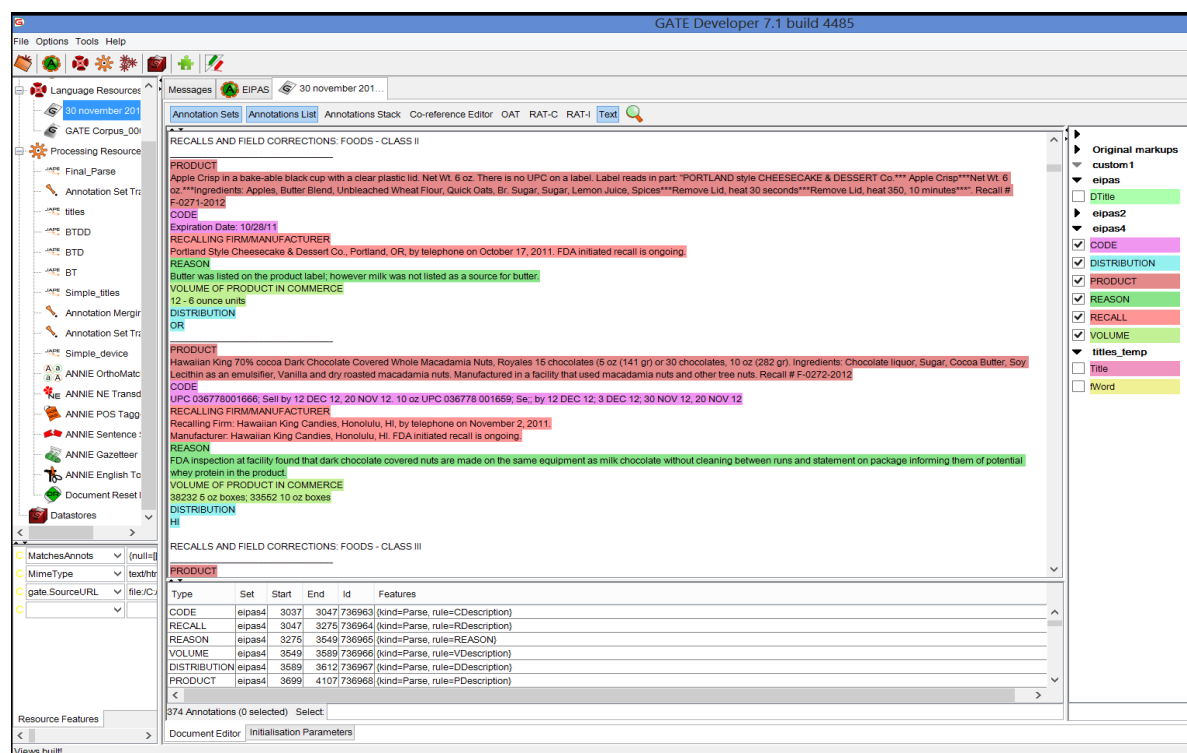 GATE Developer 7.1 build 4485
File Options Tools Help
Language Resources
30 november 201
GATE Corpus_00
Processing Resource
Final_Parse
Annotation Set Tra
titles
BTDD
BTD
BT
Simple_titles
Annotation Mergin
Annotation Set Tra
Simple_device
ANNIE OrthoMatc
ANNIE NE Transd
ANNIE POS Tagg
ANNIE Sentence
ANNIE Gazetteer
ANNIE English To
Document Reset
Datastores
MatchesAnnots {null=[
MimeType text/htr
gate.SourceURL file:/C:/
Resource Features
Views built!
Messages EIPAS 30 november 201...
Annotation Sets Annotations List Annotations Stack Co-reference Editor OAT RAT-C RAT-I Text
RECALLS AND FIELD CORRECTIONS: FOODS - CLASS II
PRODUCT
Apple Crisp in a bake-able black cup with a clear plastic lid. Net Wt. 6 oz. There is no UPC on a label. Label reads in part: "PORTLAND style CHEESECAKE & DESSERT Co.*** Apple Crisp***Net Wt. 6
oz.***Ingredients: Apples, Butter Blend, Unbleached Wheat Flour, Quick Oats, Br. Sugar, Sugar, Lemon Juice, Spices***Remove Lid, heat 30 seconds***Remove Lid, heat 350, 10 minutes***". Recall #
F-0271-2012
CODE
Expiration Date: 10/28/11
RECALLING FIRM/MANUFACTURER
Portland Style Cheesecake & Dessert Co., Portland, OR, by telephone on October 17, 2011. FDA initiated recall is ongoing.
REASON
Butter was listed on the product label; however milk was not listed as a source for butter.
VOLUME OF PRODUCT IN COMMERCE
12 - 6 ounce units
DISTRIBUTION
OR
PRODUCT
Hawaiian King 70% cocoa Dark Chocolate Covered Whole Macadamia Nuts, Royales 15 chocolates (5 oz (141 gr) or 30 chocolates, 10 oz (282 gr). Ingredients: Chocolate liquor, Sugar, Cocoa Butter, Soy
Lecithin as an emulsifier, Vanilla and dry roasted macadamia nuts. Manufactured in a facility that used macadamia nuts and other tree nuts. Recall # F-0272-2012
CODE
UPC 036778001666; Sell by 12 DEC 12, 20 NOV 12. 10 oz UPC 036778 001659; Se;; by 12 DEC 12; 3 DEC 12; 30 NOV 12, 20 NOV 12
RECALLING FIRM/MANUFACTURER
Recalling Firm: Hawaiian King Candies, Honolulu, HI, by telephone on November 2, 2011.
Manufacturer: Hawaiian King Candies, Honolulu, HI. FDA initiated recall is ongoing.
REASON
FDA inspection at facility found that dark chocolate covered nuts are made on the same equipment as milk chocolate without cleaning between runs and statement on package informing them of potential
whey protein in the product.
VOLUME OF PRODUCT IN COMMERCE
38232 5 oz boxes; 33552 10 oz boxes
DISTRIBUTION
HI
RECALLS AND FIELD CORRECTIONS: FOODS - CLASS III
PRODUCT
Type Set Start End Id Features
CODE eipas4 3037 3047 736963 {kind=Parse, rule=CDescription}
RECALL eipas4 3047 3275 736964 {kind=Parse, rule=RDescription}
REASON eipas4 3275 3549 736965 {kind=Parse, rule=REASON}
VOLUME eipas4 3549 3589 736966 {kind=Parse, rule=VDescription}
DISTRIBUTION eipas4 3589 3612 736967 {kind=Parse, rule=DDescription}
PRODUCT eipas4 3699 4107 736968 {kind=Parse, rule=PDescription}
374 Annotations (0 selected) Select:
Document Editor Initialisation Parameters
Original markups
custom1
eipas
DTitle
eipas2
eipas4
CODE
DISTRIBUTION
PRODUCT
REASON
RECALL
VOLUME
titles_temp
Title
fWord